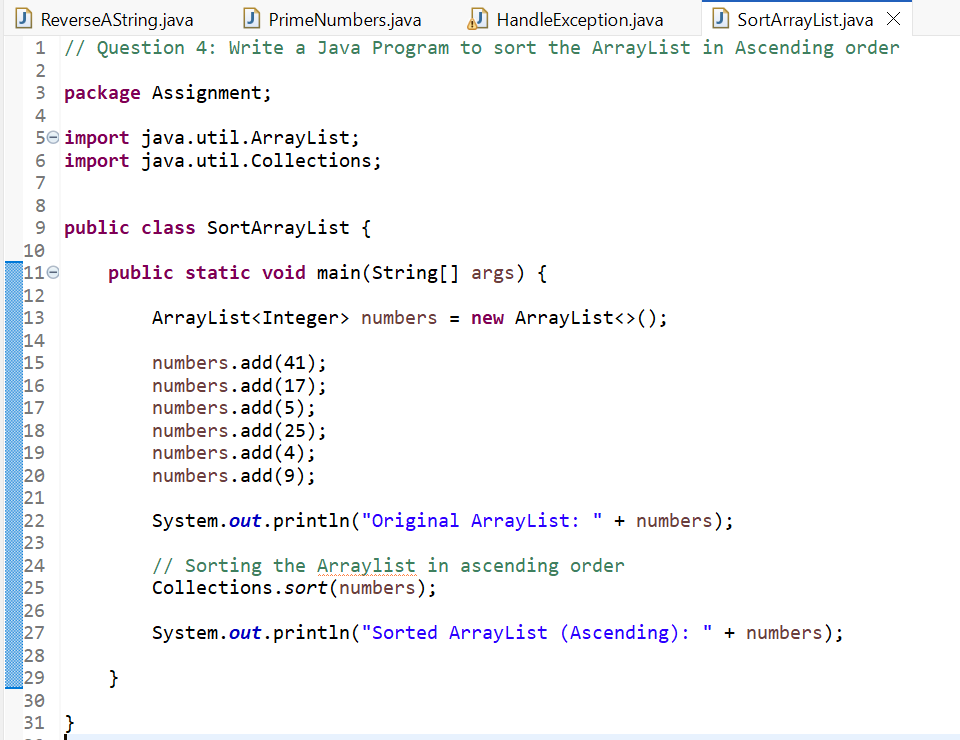 ReverseAString.java PrimeNumbers.java HandleException.java SortArrayList.java
1 // Question 4: Write a Java Program to sort the ArrayList in Ascending order
2
3 package Assignment;
4
5 import java.util.ArrayList;
6 import java.util.Collections;
7
8
9 public class SortArrayList {
10
11 public static void main(String[] args) {
12
13 ArrayList<Integer> numbers = new ArrayList<>();
14
15 numbers.add(41);
16 numbers.add(17);
17 numbers.add(5);
18 numbers.add(25);
19 numbers.add(4);
20 numbers.add(9);
21
22 System.out.println("Original ArrayList: " + numbers);
23
24 // Sorting the Arraylist in ascending order
25 Collections.sort(numbers);
26
27 System.out.println("Sorted ArrayList (Ascending): " + numbers);
28
29 }
30
31 }